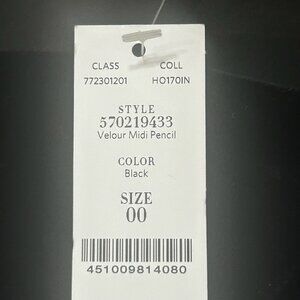 CLASS COLL
772301201 HO170IN
STYLE
570219433
Velour Midi Pencil
COLOR
Black
SIZE
00
451009814080